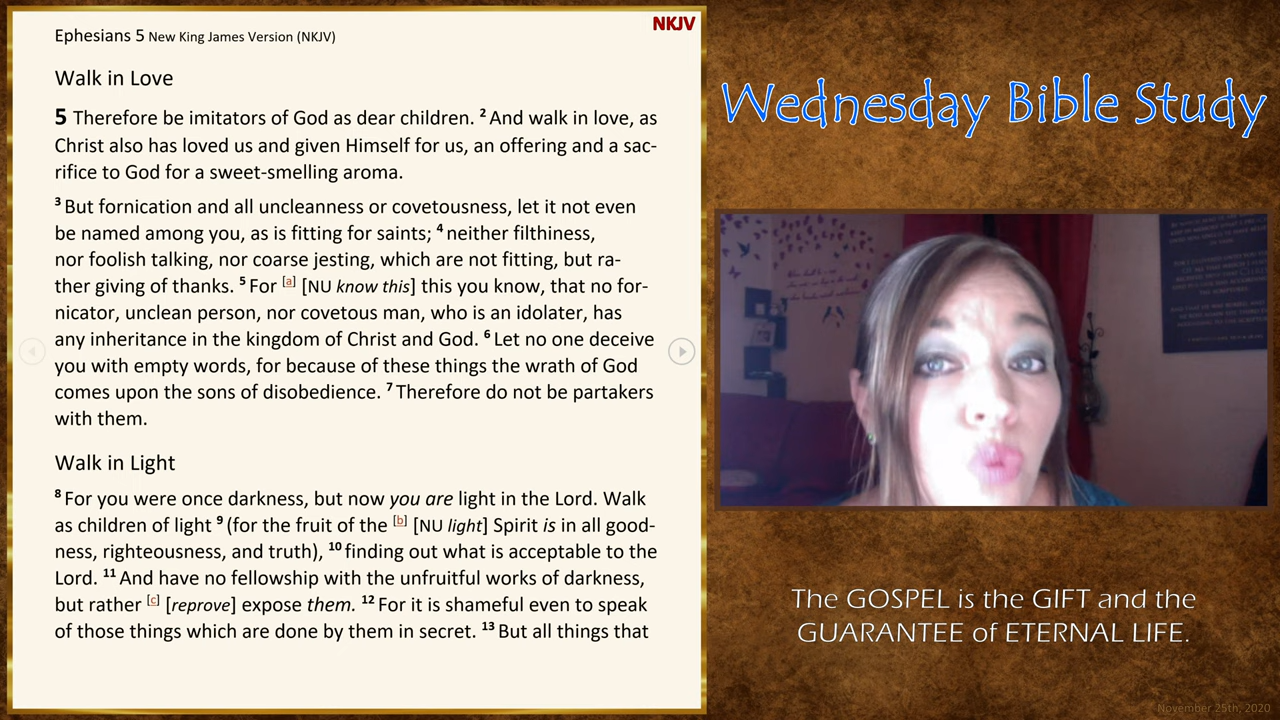 NKJV
Ephesians 5 New King James Version (NKJV)
Walk in Love
5 Therefore be imitators of God as dear children. 2 And walk in love, as
Christ also has loved us and given Himself for us, an offering and a sac-
rifice to God for a sweet-smelling aroma.
3 But fornication and all uncleanness or covetousness, let it not even
be named among you, as is fitting for saints; 4 neither filthiness,
nor foolish talking, nor coarse jesting, which are not fitting, but ra-
ther giving of thanks. 5 For [a] [NU know this] this you know, that no for-
nicator, unclean person, nor covetous man, who is an idolater, has
any inheritance in the kingdom of Christ and God. 6 Let no one deceive
you with empty words, for because of these things the wrath of God
comes upon the sons of disobedience. 7 Therefore do not be partakers
with them.
Walk in Light
8 For you were once darkness, but now you are light in the Lord. Walk
as children of light 9 (for the fruit of the [b] [NU light] Spirit is in all good-
ness, righteousness, and truth), 10 finding out what is acceptable to the
Lord. 11 And have no fellowship with the unfruitful works of darkness,
but rather [c] [reprove] expose them. 12 For it is shameful even to speak
of those things which are done by them in secret. 13 But all things that
Wednesday Bible Study
The GOSPEL is the GIFT and the
GUARANTEE of ETERNAL LIFE.
November 25th, 2020